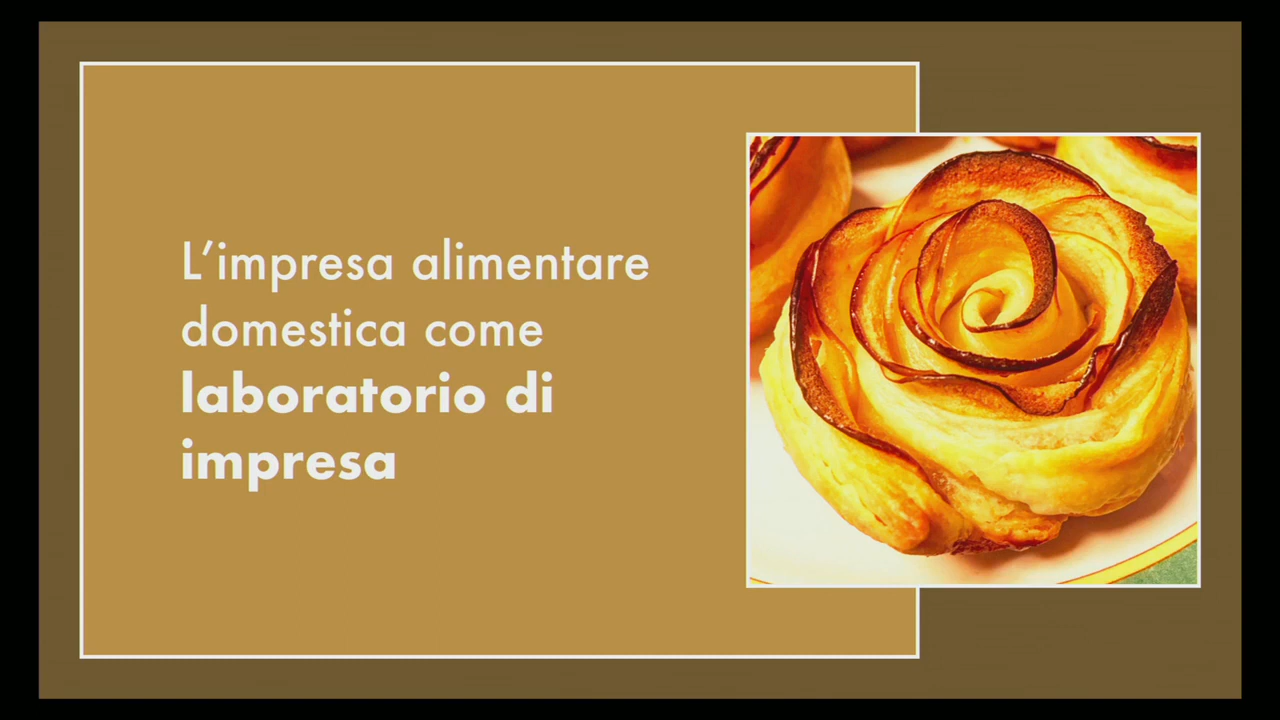 L’impresa alimentare
domestica come
laboratorio di
impresa